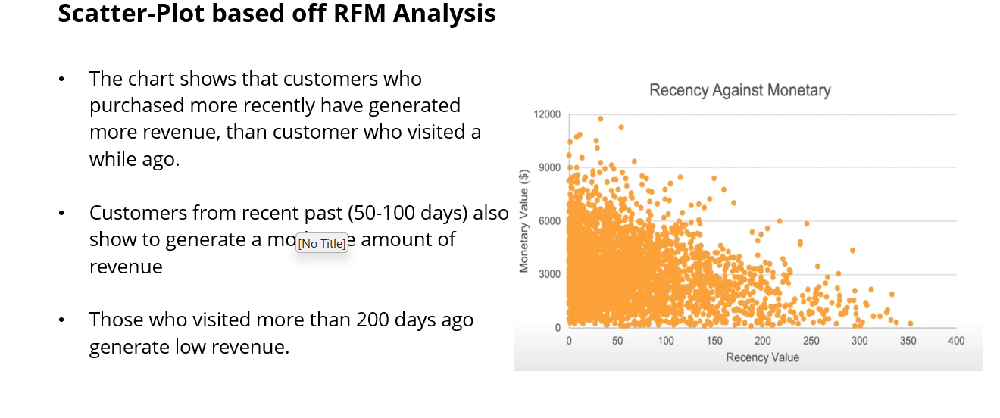 Scatter-Plot based off RFM Analysis
• The chart shows that customers who
purchased more recently have generated
more revenue, than customer who visited a
while ago.
• Customers from recent past (50-100 days) also
show to generate a [No Title] amount of
revenue
• Those who visited more than 200 days ago
generate low revenue.
Recency Against Monetary
Monetary Value ($)
12000
9000
6000
3000
0
0 50 100 150 200 250 300 350 400
Recency Value